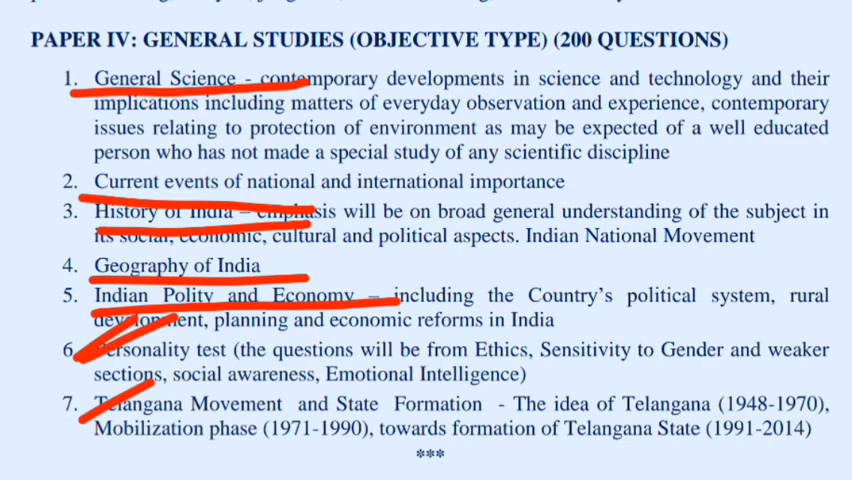 PAPER IV: GENERAL STUDIES (OBJECTIVE TYPE) (200 QUESTIONS)
1. General Science - contemporary developments in science and technology and their
implications including matters of everyday observation and experience, contemporary
issues relating to protection of environment as may be expected of a well educated
person who has not made a special study of any scientific discipline
2. Current events of national and international importance
3. History of India – emphasis will be on broad general understanding of the subject in
its social, economic, cultural and political aspects. Indian National Movement
4. Geography of India
5. Indian Polity and Economy – including the Country’s political system, rural
development, planning and economic reforms in India
6. Personality test (the questions will be from Ethics, Sensitivity to Gender and weaker
sections, social awareness, Emotional Intelligence)
7. Telangana Movement and State Formation - The idea of Telangana (1948-1970),
Mobilization phase (1971-1990), towards formation of Telangana State (1991-2014)
***